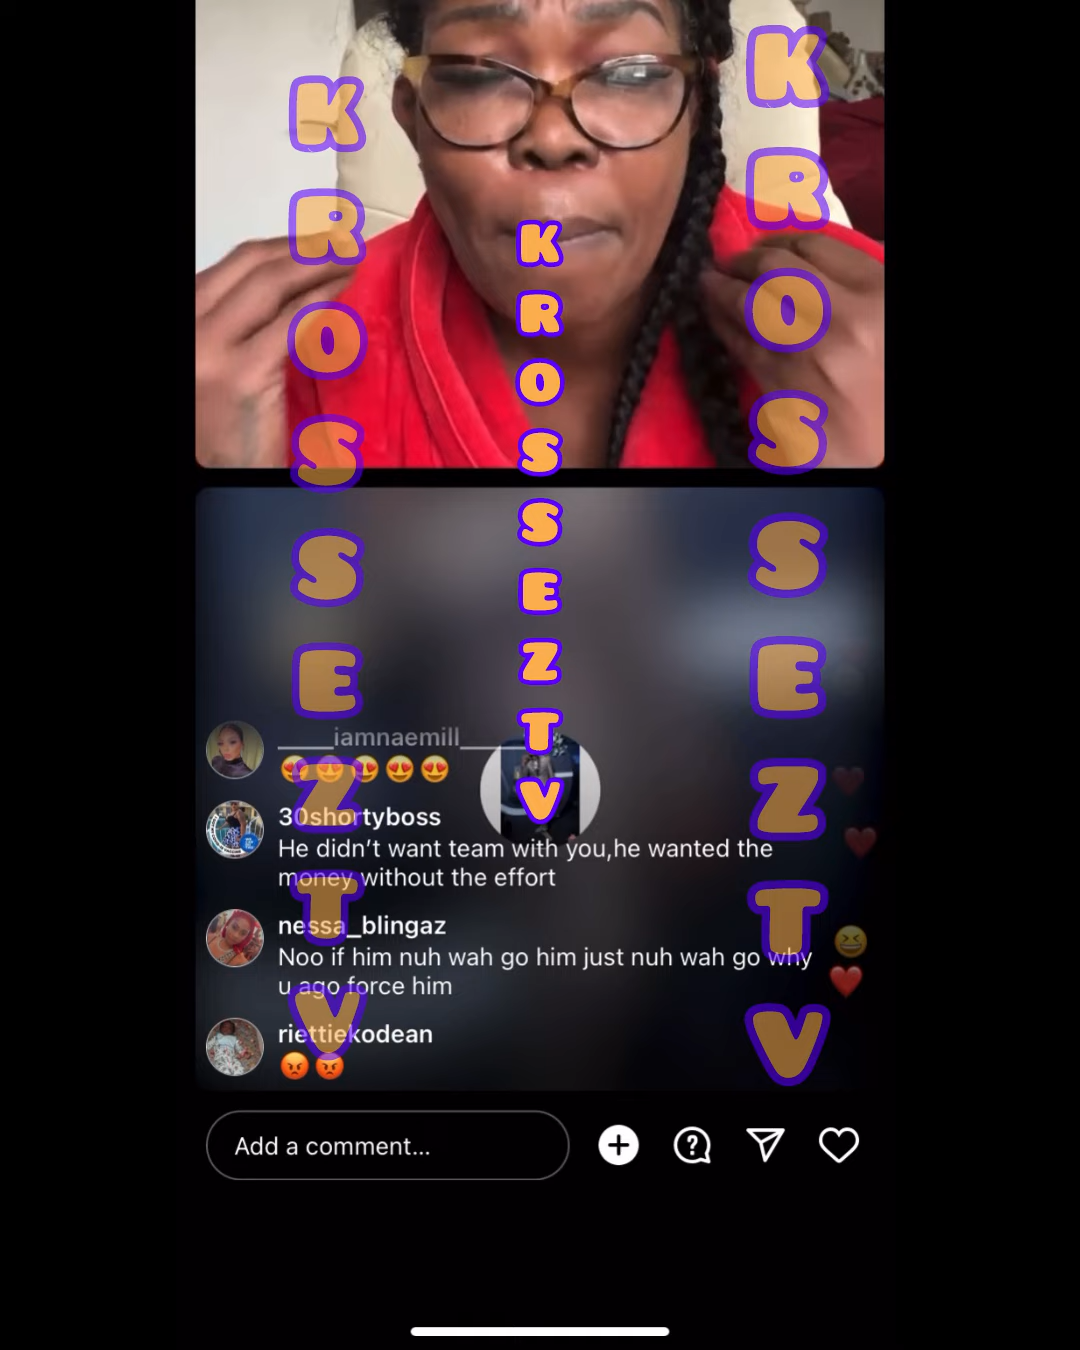 KROSSEZTV
KROSSEZTV
KROSSEZTV
____iamnaemill____
😍😍😍😍😍
30shortyboss
He didn’t want team with you,he wanted the
money without the effort
nessa_blingaz
Noo if him nuh wah go him just nuh wah go why
u ago force him
riettiekodean
😡😡
Add a comment...